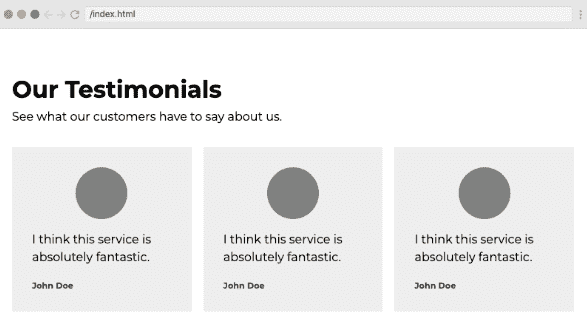 /index.html
Our Testimonials
See what our customers have to say about us.
I think this service is
absolutely fantastic.
John Doe
I think this service is
absolutely fantastic.
John Doe
I think this service is
absolutely fantastic.
John Doe